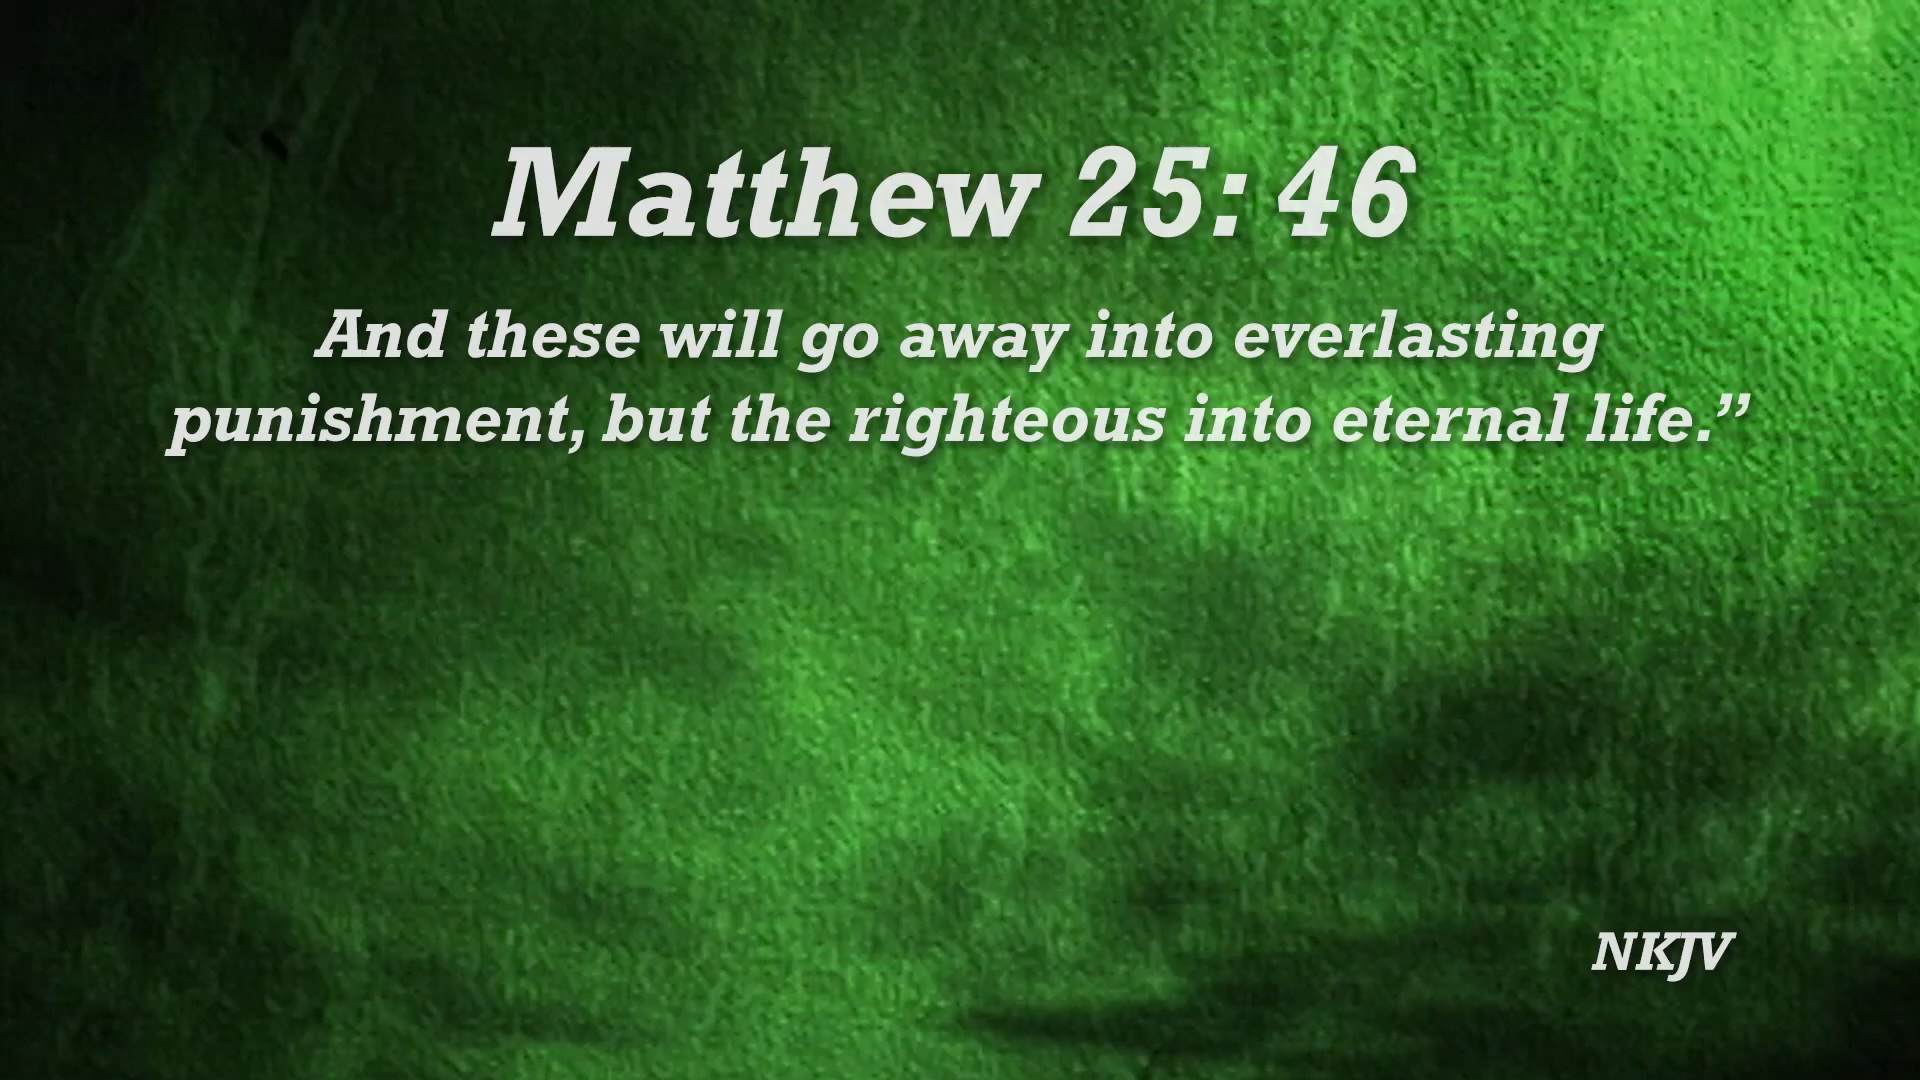 Matthew 25: 46
And these will go away into everlasting
punishment, but the righteous into eternal life.”
NKJV